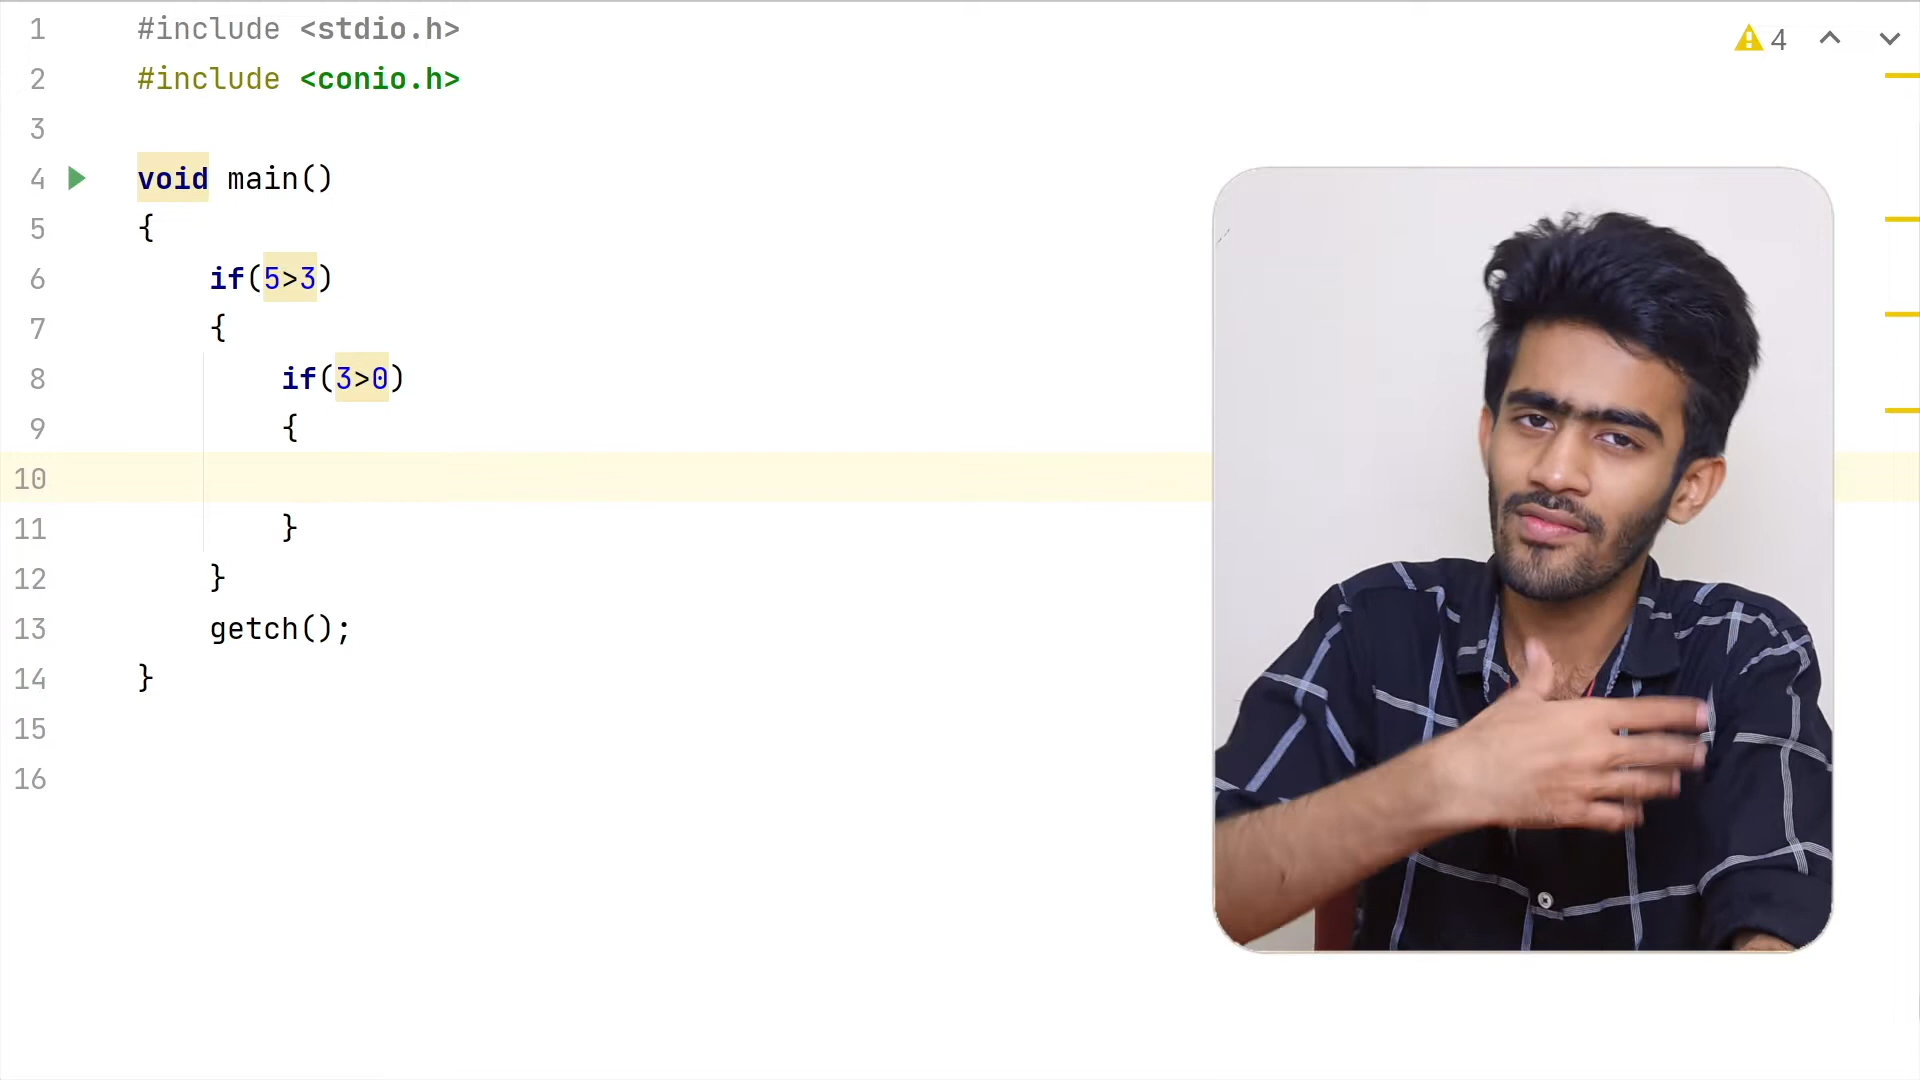 1 #include <stdio.h>
2 #include <conio.h>
3
4 void main()
5 {
6 if(5>3)
7 {
8 if(3>0)
9 {
10
11 }
12 }
13 getch();
14 }
15
16
4